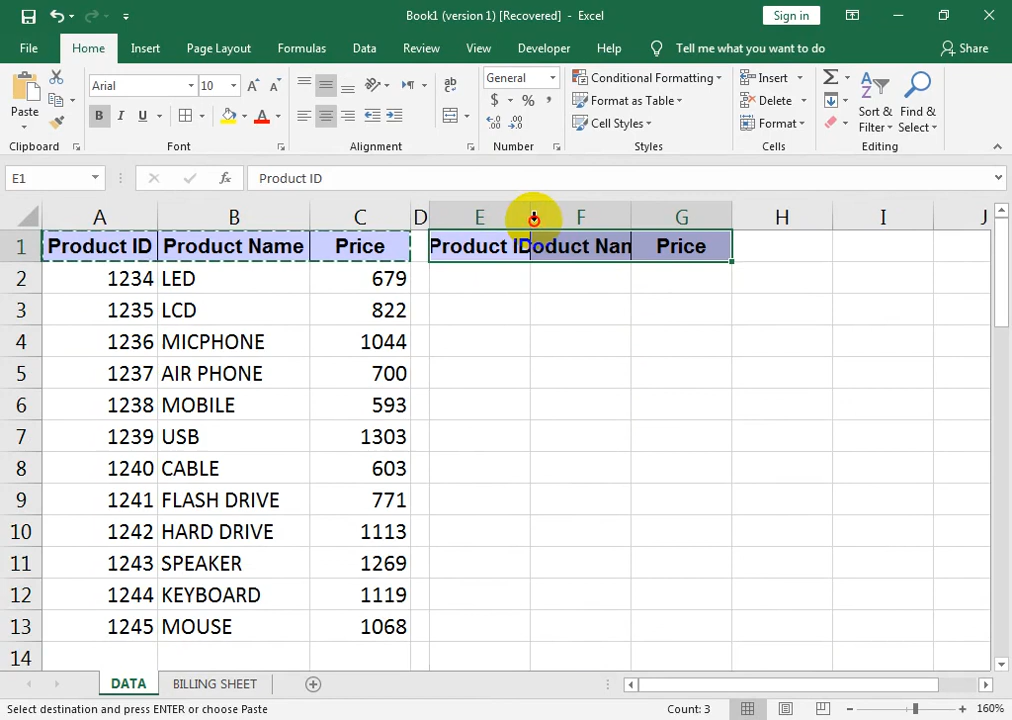 Book1 (version 1) [Recovered] - Excel
Sign in
File Home Insert Page Layout Formulas Data Review View Developer Help Tell me what you want to do Share
Paste
Clipboard
Arial 10
B I U
Font
Alignment
General
$ % ,
Number
Conditional Formatting
Format as Table
Cell Styles
Styles
Insert
Delete
Format
Cells
Sort & Filter
Find & Select
Editing
E1 fx Product ID
A B C D E F G H I J
1 Product ID Product Name Price Product ID oduct Nam Price
2 1234 LED 679
3 1235 LCD 822
4 1236 MICPHONE 1044
5 1237 AIR PHONE 700
6 1238 MOBILE 593
7 1239 USB 1303
8 1240 CABLE 603
9 1241 FLASH DRIVE 771
10 1242 HARD DRIVE 1113
11 1243 SPEAKER 1269
12 1244 KEYBOARD 1119
13 1245 MOUSE 1068
14
DATA BILLING SHEET
Select destination and press ENTER or choose Paste Count: 3 160%